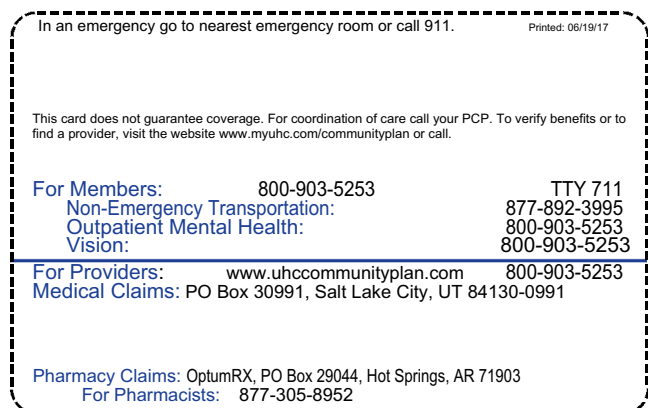 In an emergency go to nearest emergency room or call 911. Printed: 06/19/17
This card does not guarantee coverage. For coordination of care call your PCP. To verify benefits or to
find a provider, visit the website www.myuhc.com/communityplan or call.
For Members: 800-903-5253 TTY 711
Non-Emergency Transportation: 877-892-3995
Outpatient Mental Health: 800-903-5253
Vision: 800-903-5253
For Providers: www.uhccommunityplan.com 800-903-5253
Medical Claims: PO Box 30991, Salt Lake City, UT 84130-0991
Pharmacy Claims: OptumRX, PO Box 29044, Hot Springs, AR 71903
For Pharmacists: 877-305-8952